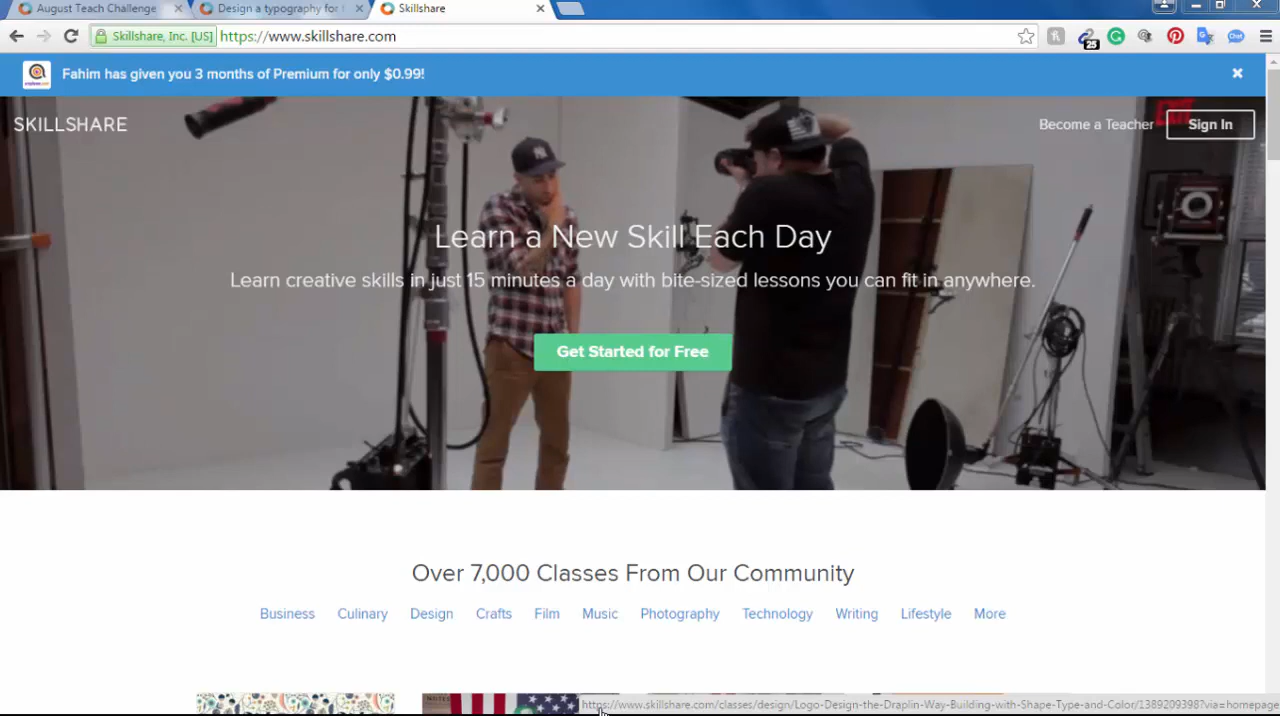 August Teach Challenge
Design a typography for t
Skillshare
Skillshare, Inc. [US]
https://www.skillshare.com
25
Chat
Fahim has given you 3 months of Premium for only $0.99!
SKILLSHARE
Become a Teacher
Sign In
Learn a New Skill Each Day
Learn creative skills in just 15 minutes a day with bite-sized lessons you can fit in anywhere.
Get Started for Free
Over 7,000 Classes From Our Community
Business Culinary Design Crafts Film Music Photography Technology Writing Lifestyle More
https://www.skillshare.com/classes/design/Logo-Design-the-Draplin-Way-Building-with-Shape-Type-and-Color/1389209398?via=homepage